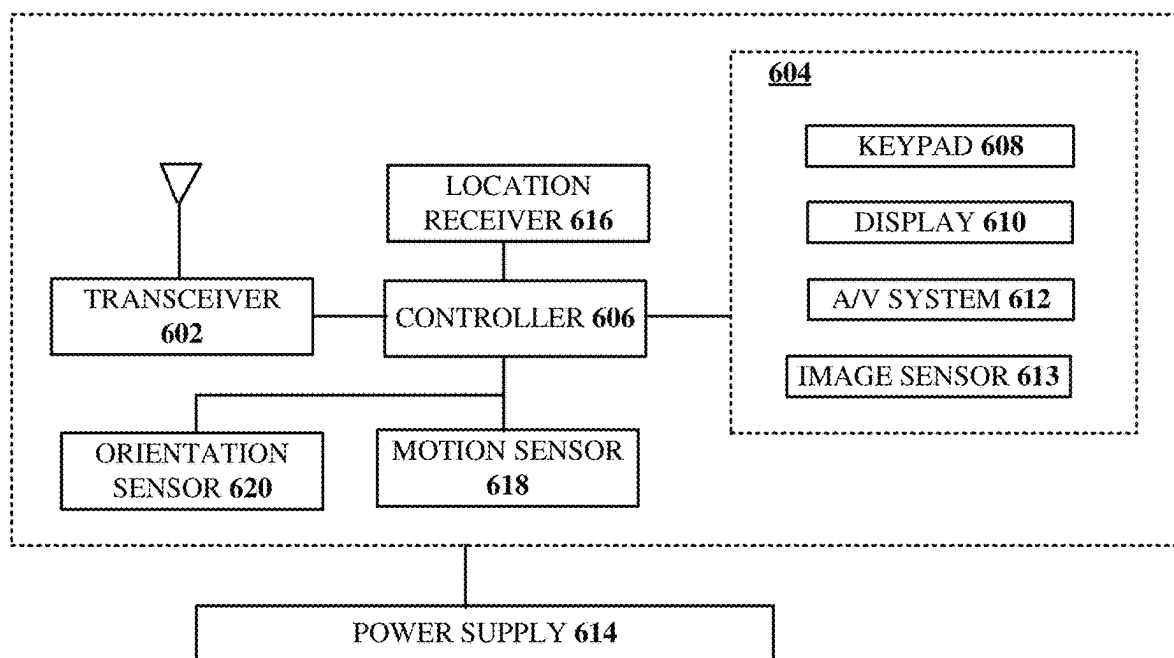 604
KEYPAD 608
DISPLAY 610
A/V SYSTEM 612
IMAGE SENSOR 613
LOCATION
RECEIVER 616
TRANSCEIVER
602
CONTROLLER 606
ORIENTATION
SENSOR 620
MOTION SENSOR
618
POWER SUPPLY 614